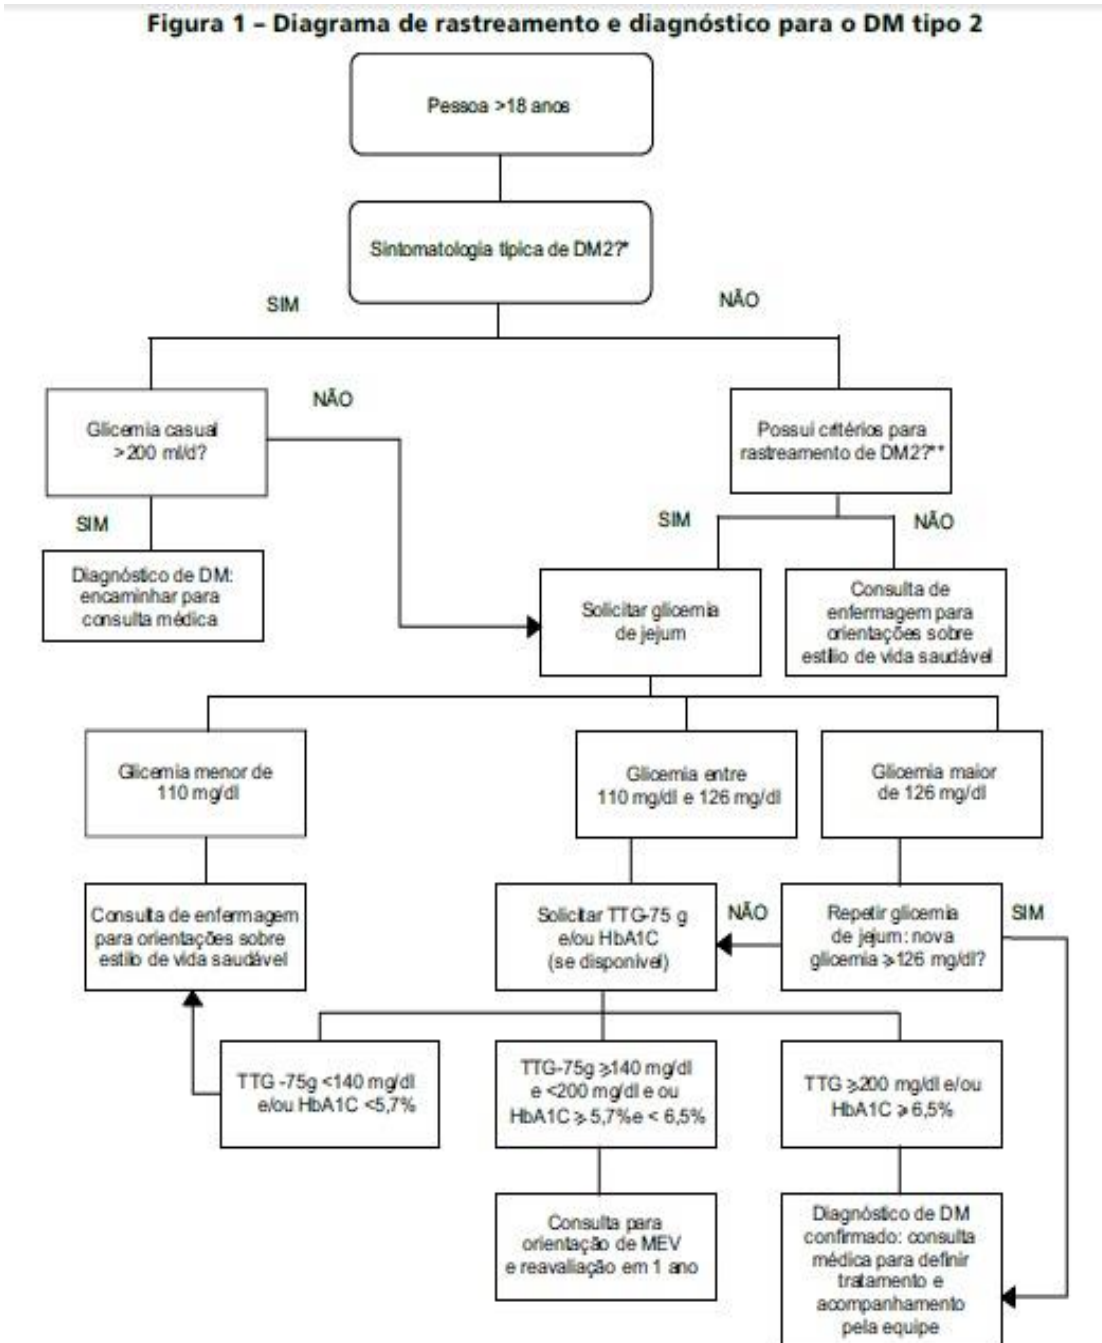 Figura 1 – Diagrama de rastreamento e diagnóstico para o DM tipo 2
Pessoa >18 anos
Sintomatologia típica de DM2?*
SIM
NÃO
Glicemia casual
>200 ml/d?
NÃO
Possui critérios para
rastreamento de DM2?**
SIM
SIM
NÃO
Diagnóstico de DM:
encaminhar para
consulta médica
Solicitar glicemia
de jejum
Consulta de
enfermagem para
orientações sobre
estílio de vida saudável
Glicemia menor de
110 mg/dl
Glicemia entre
110 mg/dl e 126 mg/dl
Glicemia maior
de 126 mg/dl
Consulta de enfermagem
para orientações sobre
estilo de vida saudável
Solicitar TTG-75 g
e/ou HbA1C
(se disponível)
NÃO
Repetir glicemia
de jejum: nova
glicemia ⩾126 mg/dl?
SIM
TTG -75g <140 mg/dl
e/ou HbA1C <5,7%
TTG-75g ⩾140 mg/dl
e <200 mg/dl e ou
HbA1C ⩾ 5,7%e < 6,5%
TTG ⩾200 mg/dl e/ou
HbA1C ⩾ 6,5%
Consulta para
orientação de MEV
e reavaliação em 1 ano
Diagnóstico de DM
confirmado: consulta
médica para definir
tratamento e
acompanhamento
pela equipe